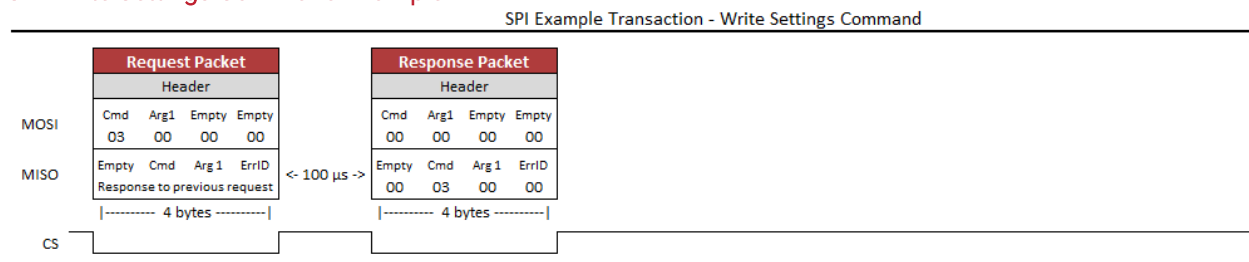 SPI Example Transaction - Write Settings Command
Request Packet Response Packet
Header Header
MOSI Cmd Arg1 Empty Empty Cmd Arg1 Empty Empty
03 00 00 00 00 00 00 00
MISO Empty Cmd Arg 1 ErrID <- 100 µs -> Empty Cmd Arg 1 ErrID
Response to previous request 00 03 00 00
|---------- 4 bytes ----------| |---------- 4 bytes ----------|
CS